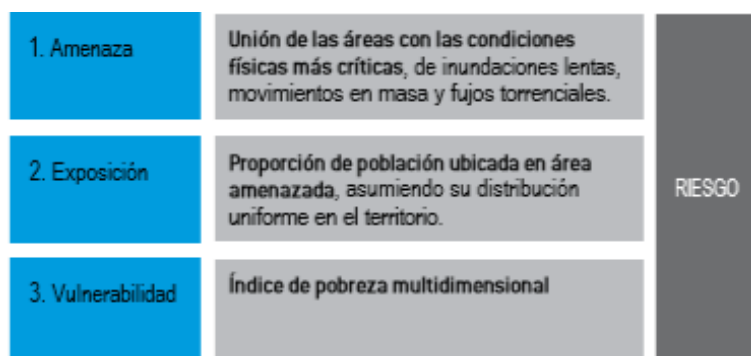 1. Amenaza
Unión de las áreas con las condiciones
físicas más críticas, de inundaciones lentas,
movimientos en masa y fujos torrenciales.
2. Exposición
Proporción de población ubicada en área
amenazada, asumiendo su distribución
uniforme en el territorio.
3. Vulnerabilidad
Índice de pobreza multidimensional
RIESGO